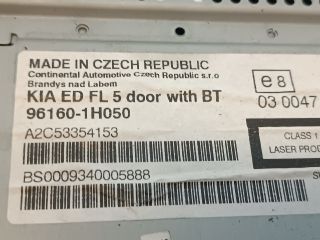 MADE IN CZECH REPUBLIC
Continental Automotive Czech Republic s.r.o
Brandys nad Labem
KIA ED FL 5 door with BT
96160-1H050
A2C53354153
BS0009340005888
e8
03 0047
CLASS 1
LASER PROD